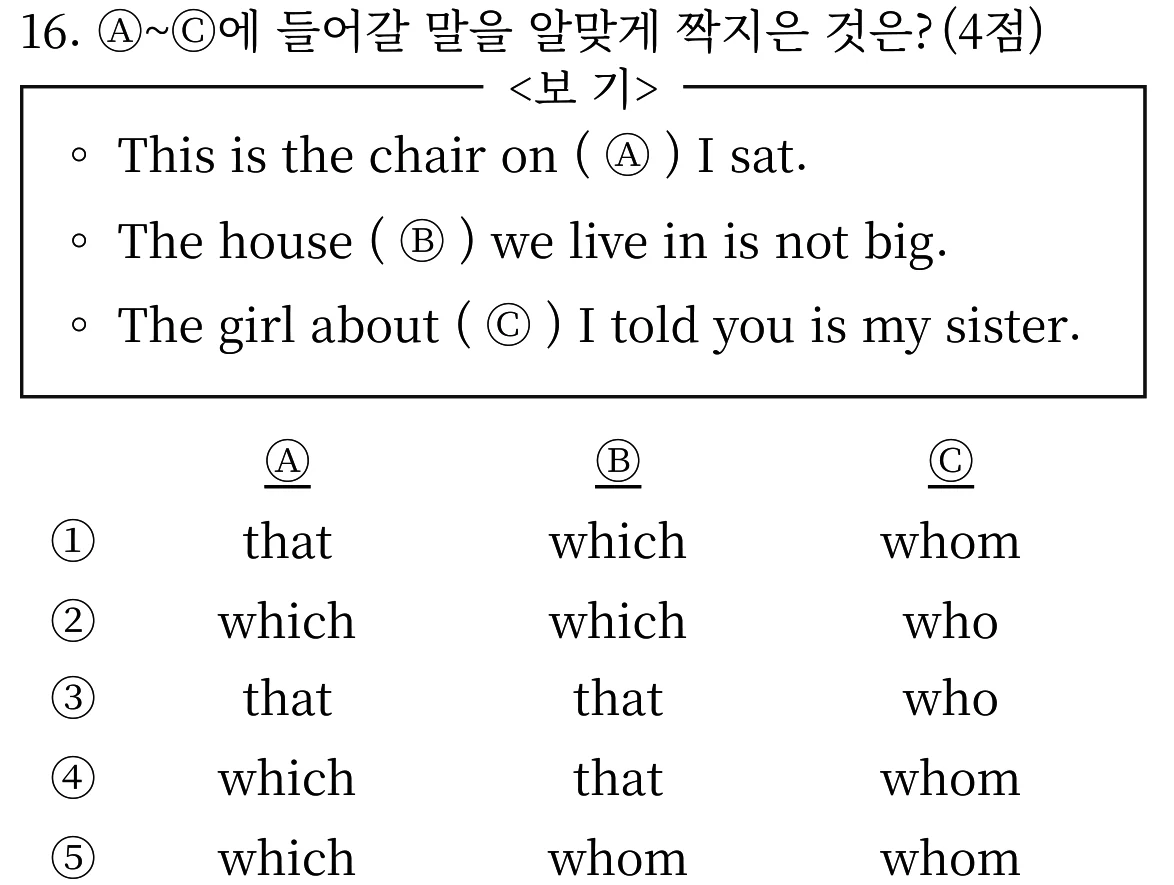 16. Ⓐ~Ⓒ에 들어갈 말을 알맞게 짝지은 것은?(4점)
<보 기>
◦ This is the chair on ( Ⓐ ) I sat.
◦ The house ( Ⓑ ) we live in is not big.
◦ The girl about ( Ⓒ ) I told you is my sister.
Ⓐ Ⓑ Ⓒ
① that which whom
② which which who
③ that that who
④ which that whom
⑤ which whom whom